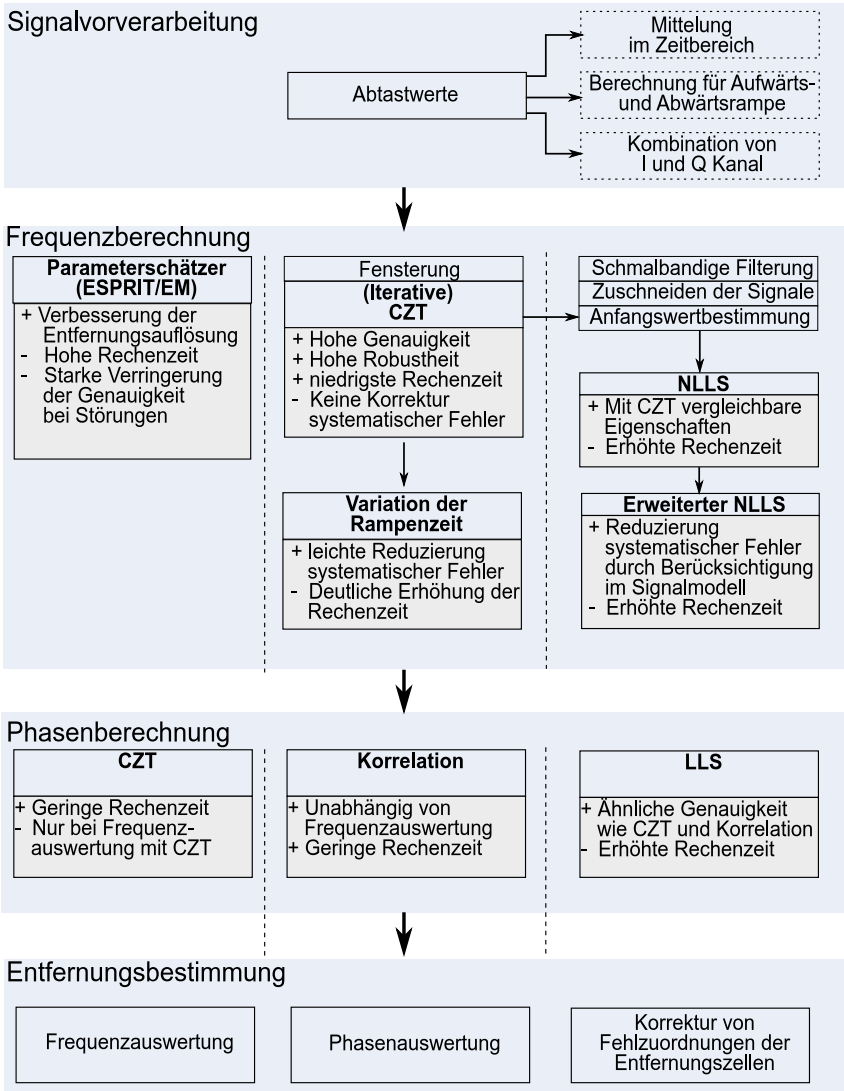 Signalvorverarbeitung
Abtastwerte
Mittelung
im Zeitbereich
Berechnung für Aufwärts-
und Abwärtsrampe
Kombination von
I und Q Kanal
Frequenzberechnung
Parameterschätzer
(ESPRIT/EM)
+ Verbesserung der
Entfernungsauflösung
- Hohe Rechenzeit
- Starke Verringerung
der Genauigkeit
bei Störungen
Fensterung
(Iterative)
CZT
+ Hohe Genauigkeit
+ Hohe Robustheit
+ niedrigste Rechenzeit
- Keine Korrektur
systematischer Fehler
Variation der
Rampenzeit
+ leichte Reduzierung
systematischer Fehler
- Deutliche Erhöhung der
Rechenzeit
Schmalbandige Filterung
Zuschneiden der Signale
Anfangswertbestimmung
NLLS
+ Mit CZT vergleichbare
Eigenschaften
- Erhöhte Rechenzeit
Erweiterter NLLS
+ Reduzierung
systematischer Fehler
durch Berücksichtigung
im Signalmodell
- Erhöhte Rechenzeit
Phasenberechnung
CZT
+ Geringe Rechenzeit
- Nur bei Frequenz-
auswertung mit CZT
Korrelation
+ Unabhängig von
Frequenzauswertung
+ Geringe Rechenzeit
LLS
+ Ähnliche Genauigkeit
wie CZT und Korrelation
- Erhöhte Rechenzeit
Entfernungsbestimmung
Frequenzauswertung
Phasenauswertung
Korrektur von
Fehlzuordnungen der
Entfernungszellen